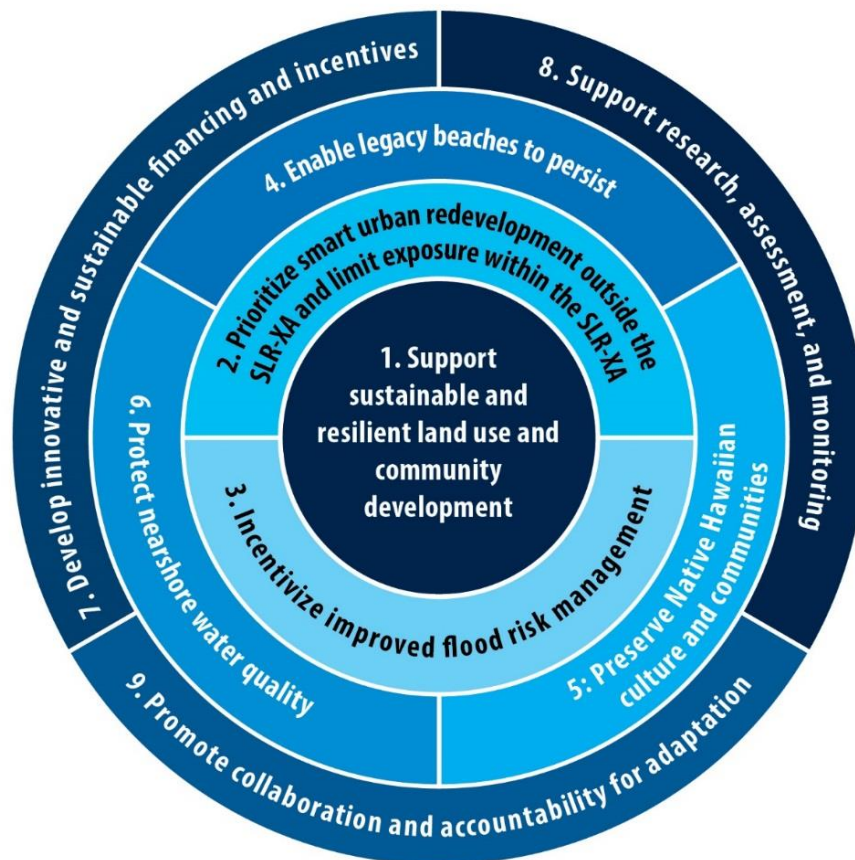 1. Support
sustainable and
resilient land use and
community
development
2. Prioritize smart urban redevelopment outside the
SLR-XA and limit exposure within the SLR-XA
3. Incentivize improved flood risk management
4. Enable legacy beaches to persist
5: Preserve Native Hawaiian
culture and communities
6. Protect nearshore water quality
7. Develop innovative and sustainable financing and incentives
8. Support research, assessment, and monitoring
9. Promote collaboration and accountability for adaptation